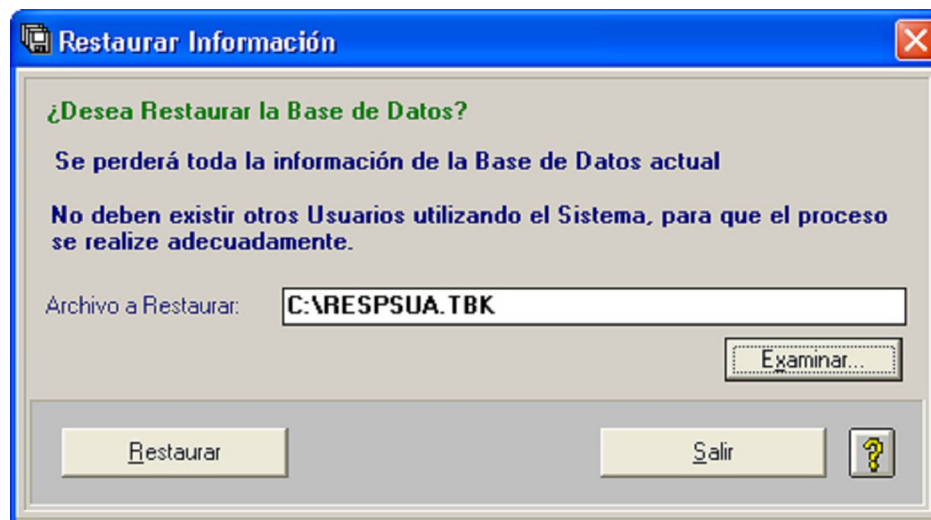 Restaurar Información
¿Desea Restaurar la Base de Datos?
Se perderá toda la información de la Base de Datos actual
No deben existir otros Usuarios utilizando el Sistema, para que el proceso
se realize adecuadamente.
Archivo a Restaurar: C:\RESPSUA.TBK
Examinar...
Restaurar Salir ?